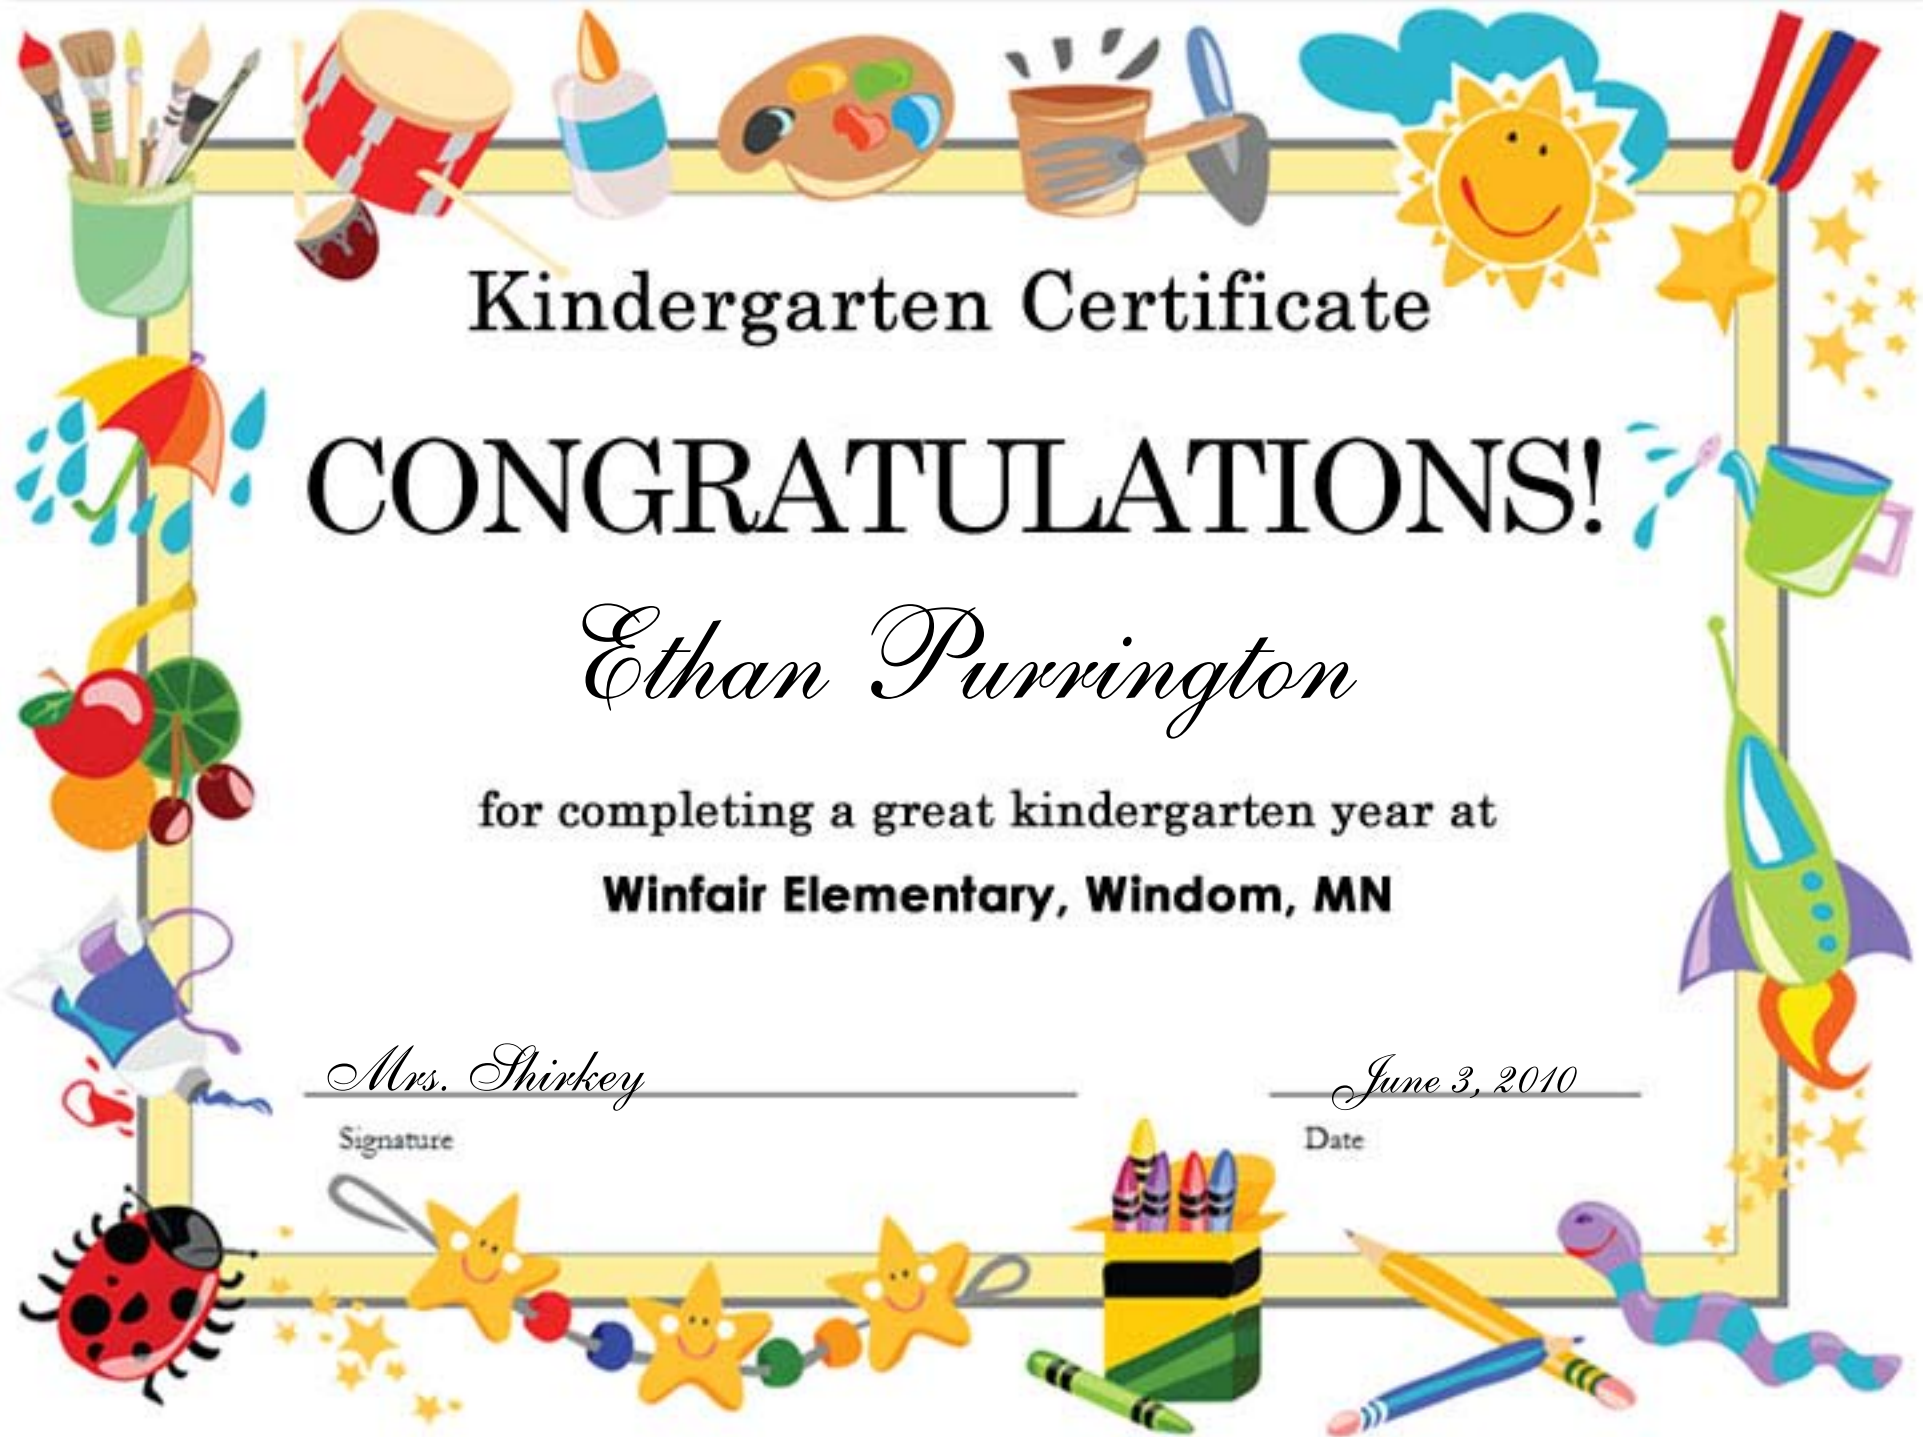 Kindergarten Certificate
CONGRATULATIONS!
Ethan Purrington
for completing a great kindergarten year at
Winfair Elementary, Windom, MN
Mrs. Shirkey June 3, 2010
Signature Date